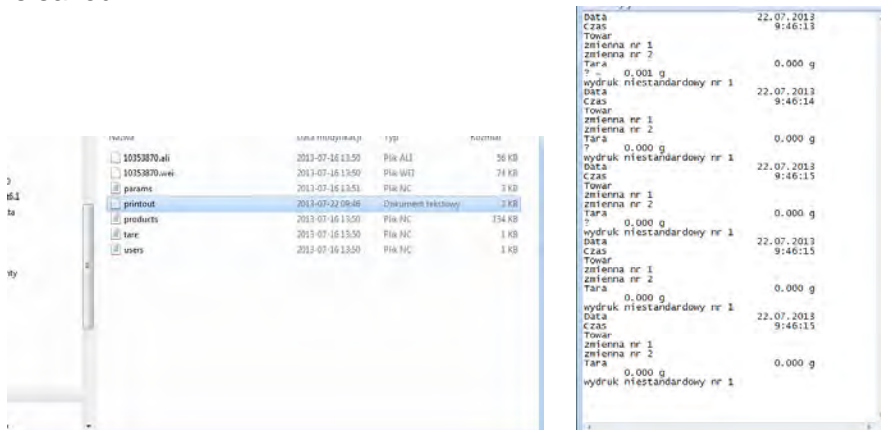 Nazwa Data modyfikacji Typ Rozmiar
10353870.ali 2013-07-16 13:50 Plik ALI 56 KB
10353870.wei 2013-07-16 13:50 Plik WEI 74 KB
params 2013-07-16 13:51 Plik NC 3 KB
printout 2013-07-22 09:46 Dokument tekstowy 3 KB
products 2013-07-16 13:50 Plik NC 334 KB
tare 2013-07-16 13:50 Plik NC 1 KB
users 2013-07-16 13:50 Plik NC 1 KB
Data 22.07.2013
Czas 9:46:13
Towar
zmienna nr 1
zmienna nr 2
Tara 0.000 g
? - 0.001 g
wydruk niestandardowy nr 1
Data 22.07.2013
Czas 9:46:14
Towar
zmienna nr 1
zmienna nr 2
Tara 0.000 g
? 0.000 g
wydruk niestandardowy nr 1
Data 22.07.2013
Czas 9:46:15
Towar
zmienna nr 1
zmienna nr 2
Tara 0.000 g
? 0.000 g
wydruk niestandardowy nr 1
Data 22.07.2013
Czas 9:46:15
Towar
zmienna nr 1
zmienna nr 2
Tara 0.000 g
0.000 g
wydruk niestandardowy nr 1
Data 22.07.2013
Czas 9:46:15
Towar
zmienna nr 1
zmienna nr 2
Tara 0.000 g
0.000 g
wydruk niestandardowy nr 1